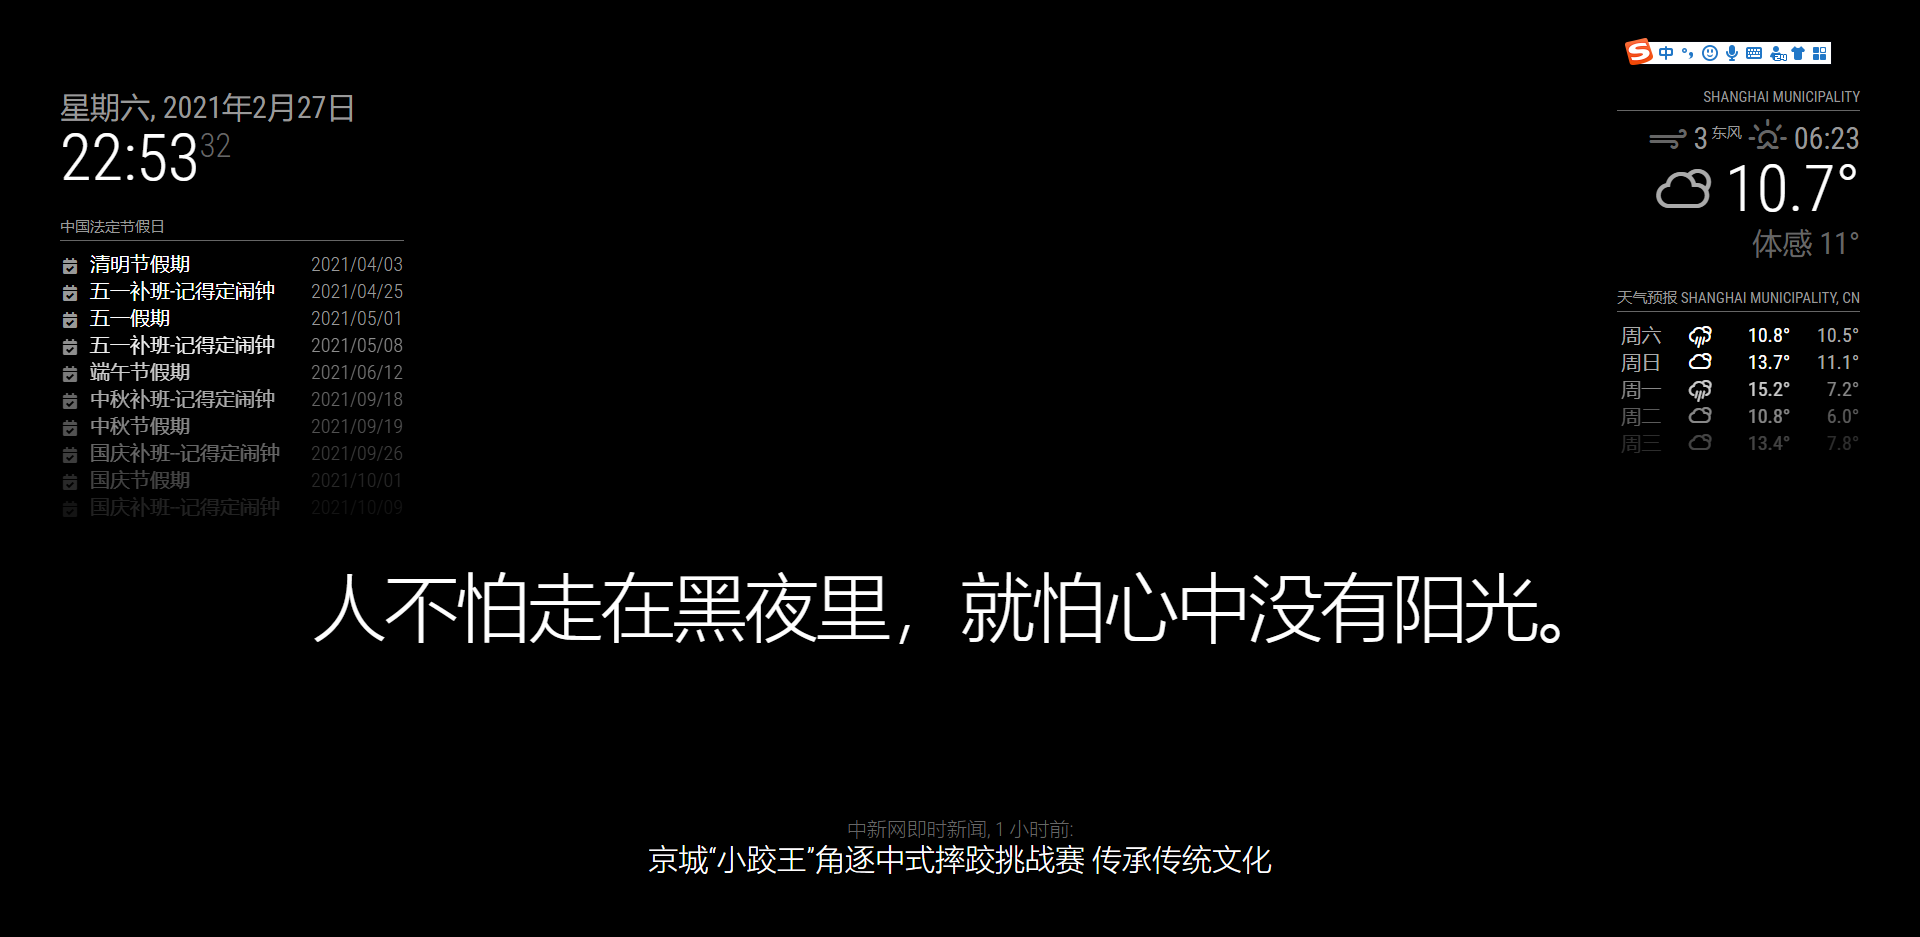 中
星期六, 2021年2月27日
22:53 32
中国法定节假日
清明节假期 2021/04/03
五一补班-记得定闹钟 2021/04/25
五一假期 2021/05/01
五一补班-记得定闹钟 2021/05/08
端午节假期 2021/06/12
中秋补班-记得定闹钟 2021/09/18
中秋节假期 2021/09/19
国庆补班--记得定闹钟 2021/09/26
国庆节假期 2021/10/01
国庆补班--记得定闹钟 2021/10/09
SHANGHAI MUNICIPALITY
3 东风 06:23
10.7°
体感 11°
天气预报 SHANGHAI MUNICIPALITY, CN
周六 10.8° 10.5°
周日 13.7° 11.1°
周一 15.2° 7.2°
周二 10.8° 6.0°
周三 13.4° 7.8°
人不怕走在黑夜里，就怕心中没有阳光。
中新网即时新闻, 1 小时前:
京城“小跤王”角逐中式摔跤挑战赛 传承传统文化